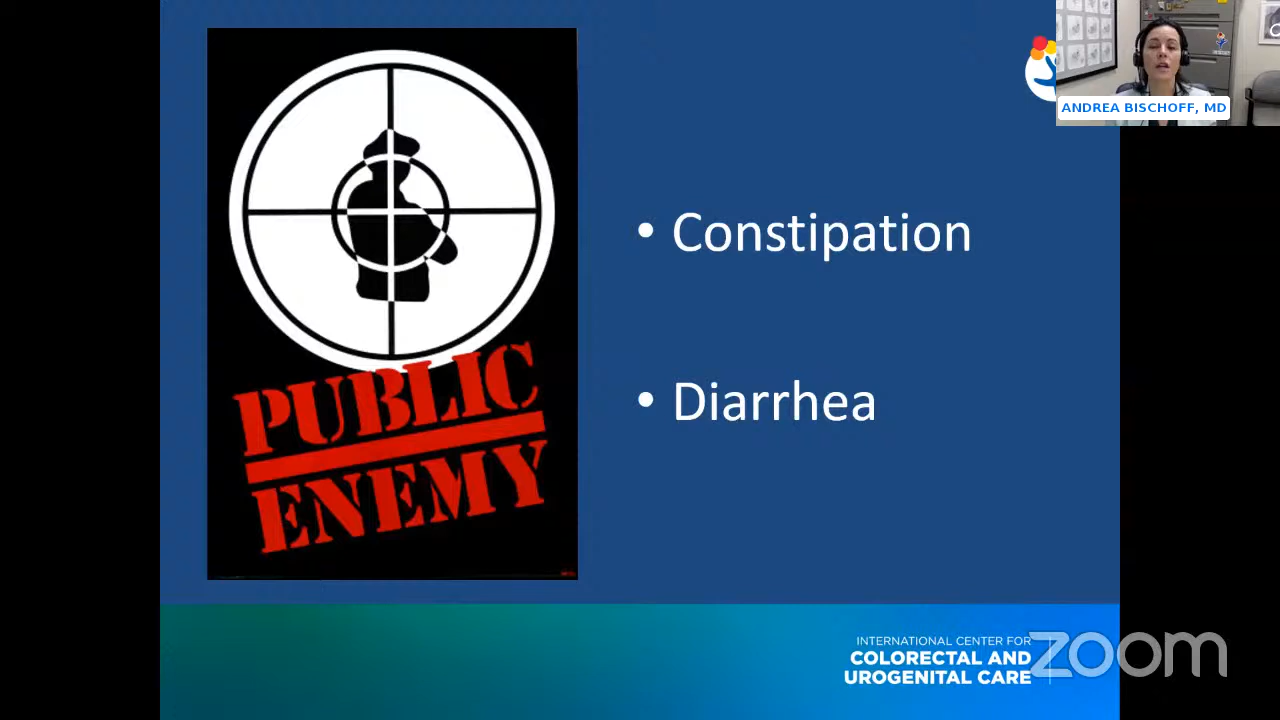 ANDREA BISCHOFF, MD
PUBLIC
ENEMY
• Constipation
• Diarrhea
INTERNATIONAL CENTER FOR
COLORECTAL AND
UROGENITAL CARE
zoom